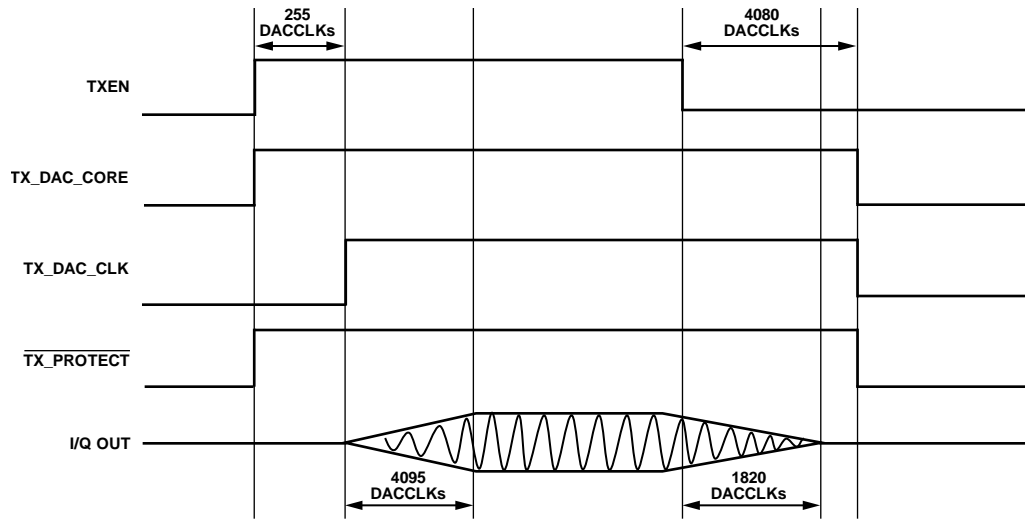 255
DACCLKs
4080
DACCLKs
TXEN
TX_DAC_CORE
TX_DAC_CLK
TX_PROTECT
I/Q OUT
4095
DACCLKs
1820
DACCLKs